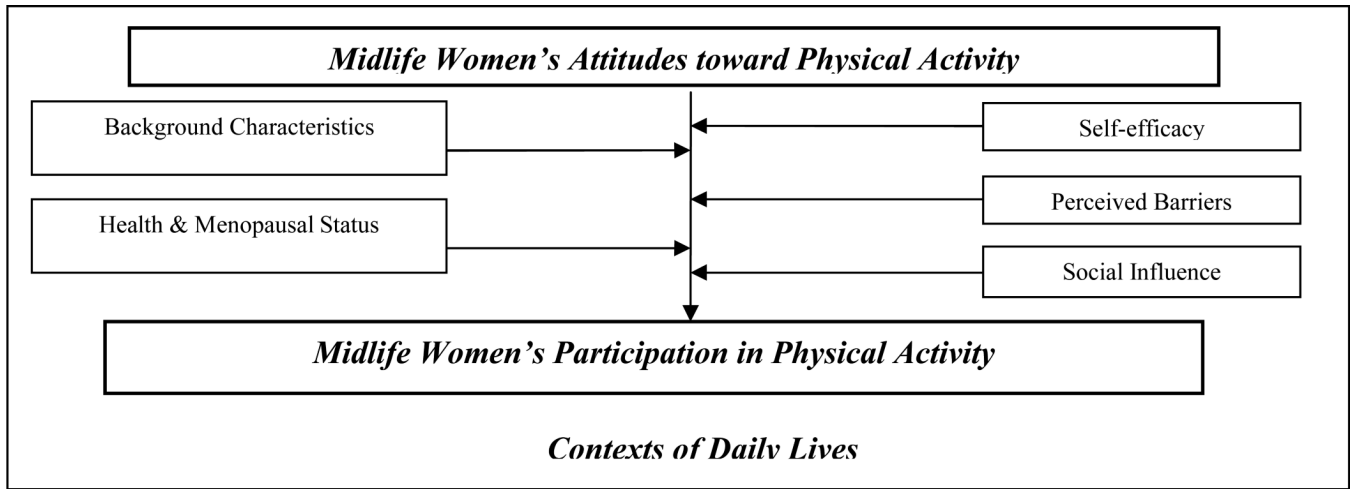 Midlife Women’s Attitudes toward Physical Activity
Background Characteristics
Self-efficacy
Perceived Barriers
Health & Menopausal Status
Social Influence
Midlife Women’s Participation in Physical Activity
Contexts of Daily Lives